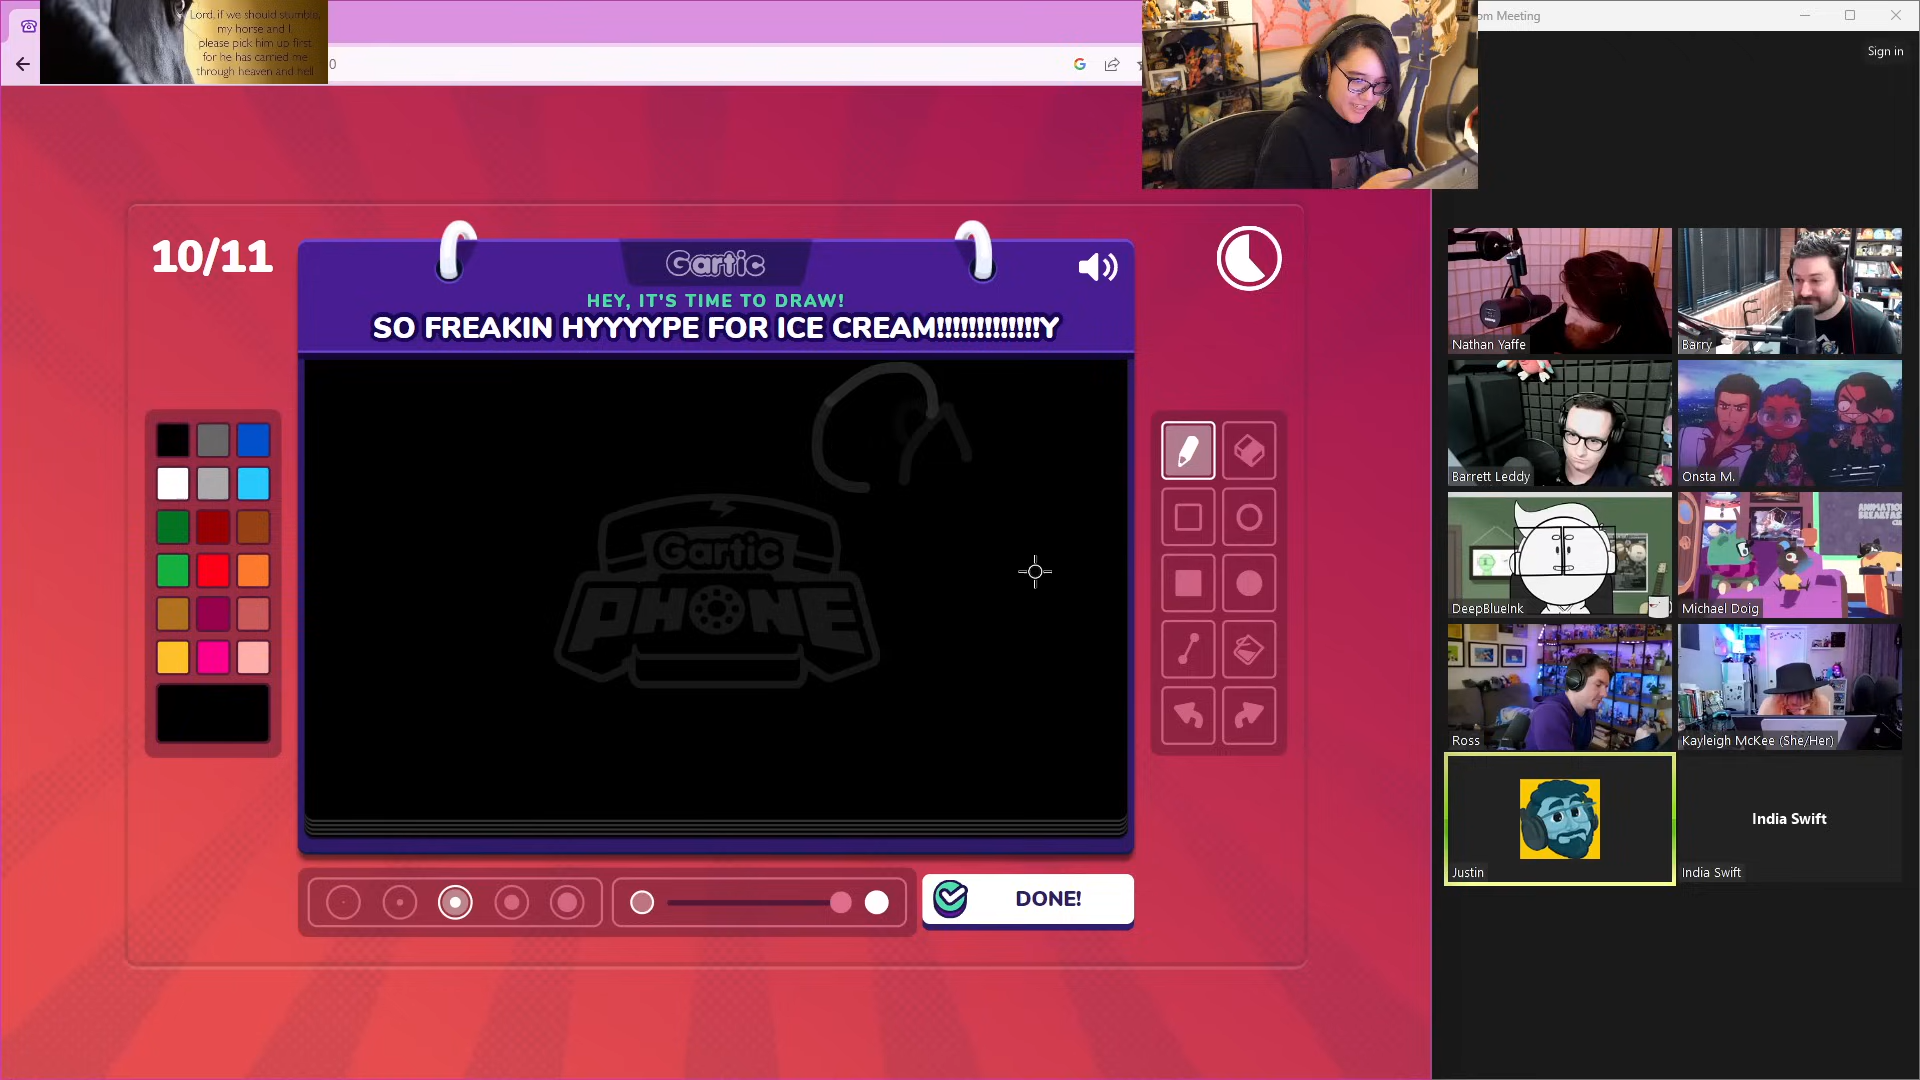 Lord, if we should stumble,
my horse and I,
please pick him up first,
for he has carried me
through heaven and hell
0
om Meeting
Sign in
10/11
Gartic
HEY, IT'S TIME TO DRAW!
SO FREAKIN HYYYYPE FOR ICE CREAM!!!!!!!!!!!!!!Y
Gartic
PHONE
DONE!
Nathan Yaffe
Barry
Barrett Leddy
Onsta M.
DeepBlueInk
Michael Doig
Ross
Kayleigh McKee (She/Her)
India Swift
Justin
India Swift